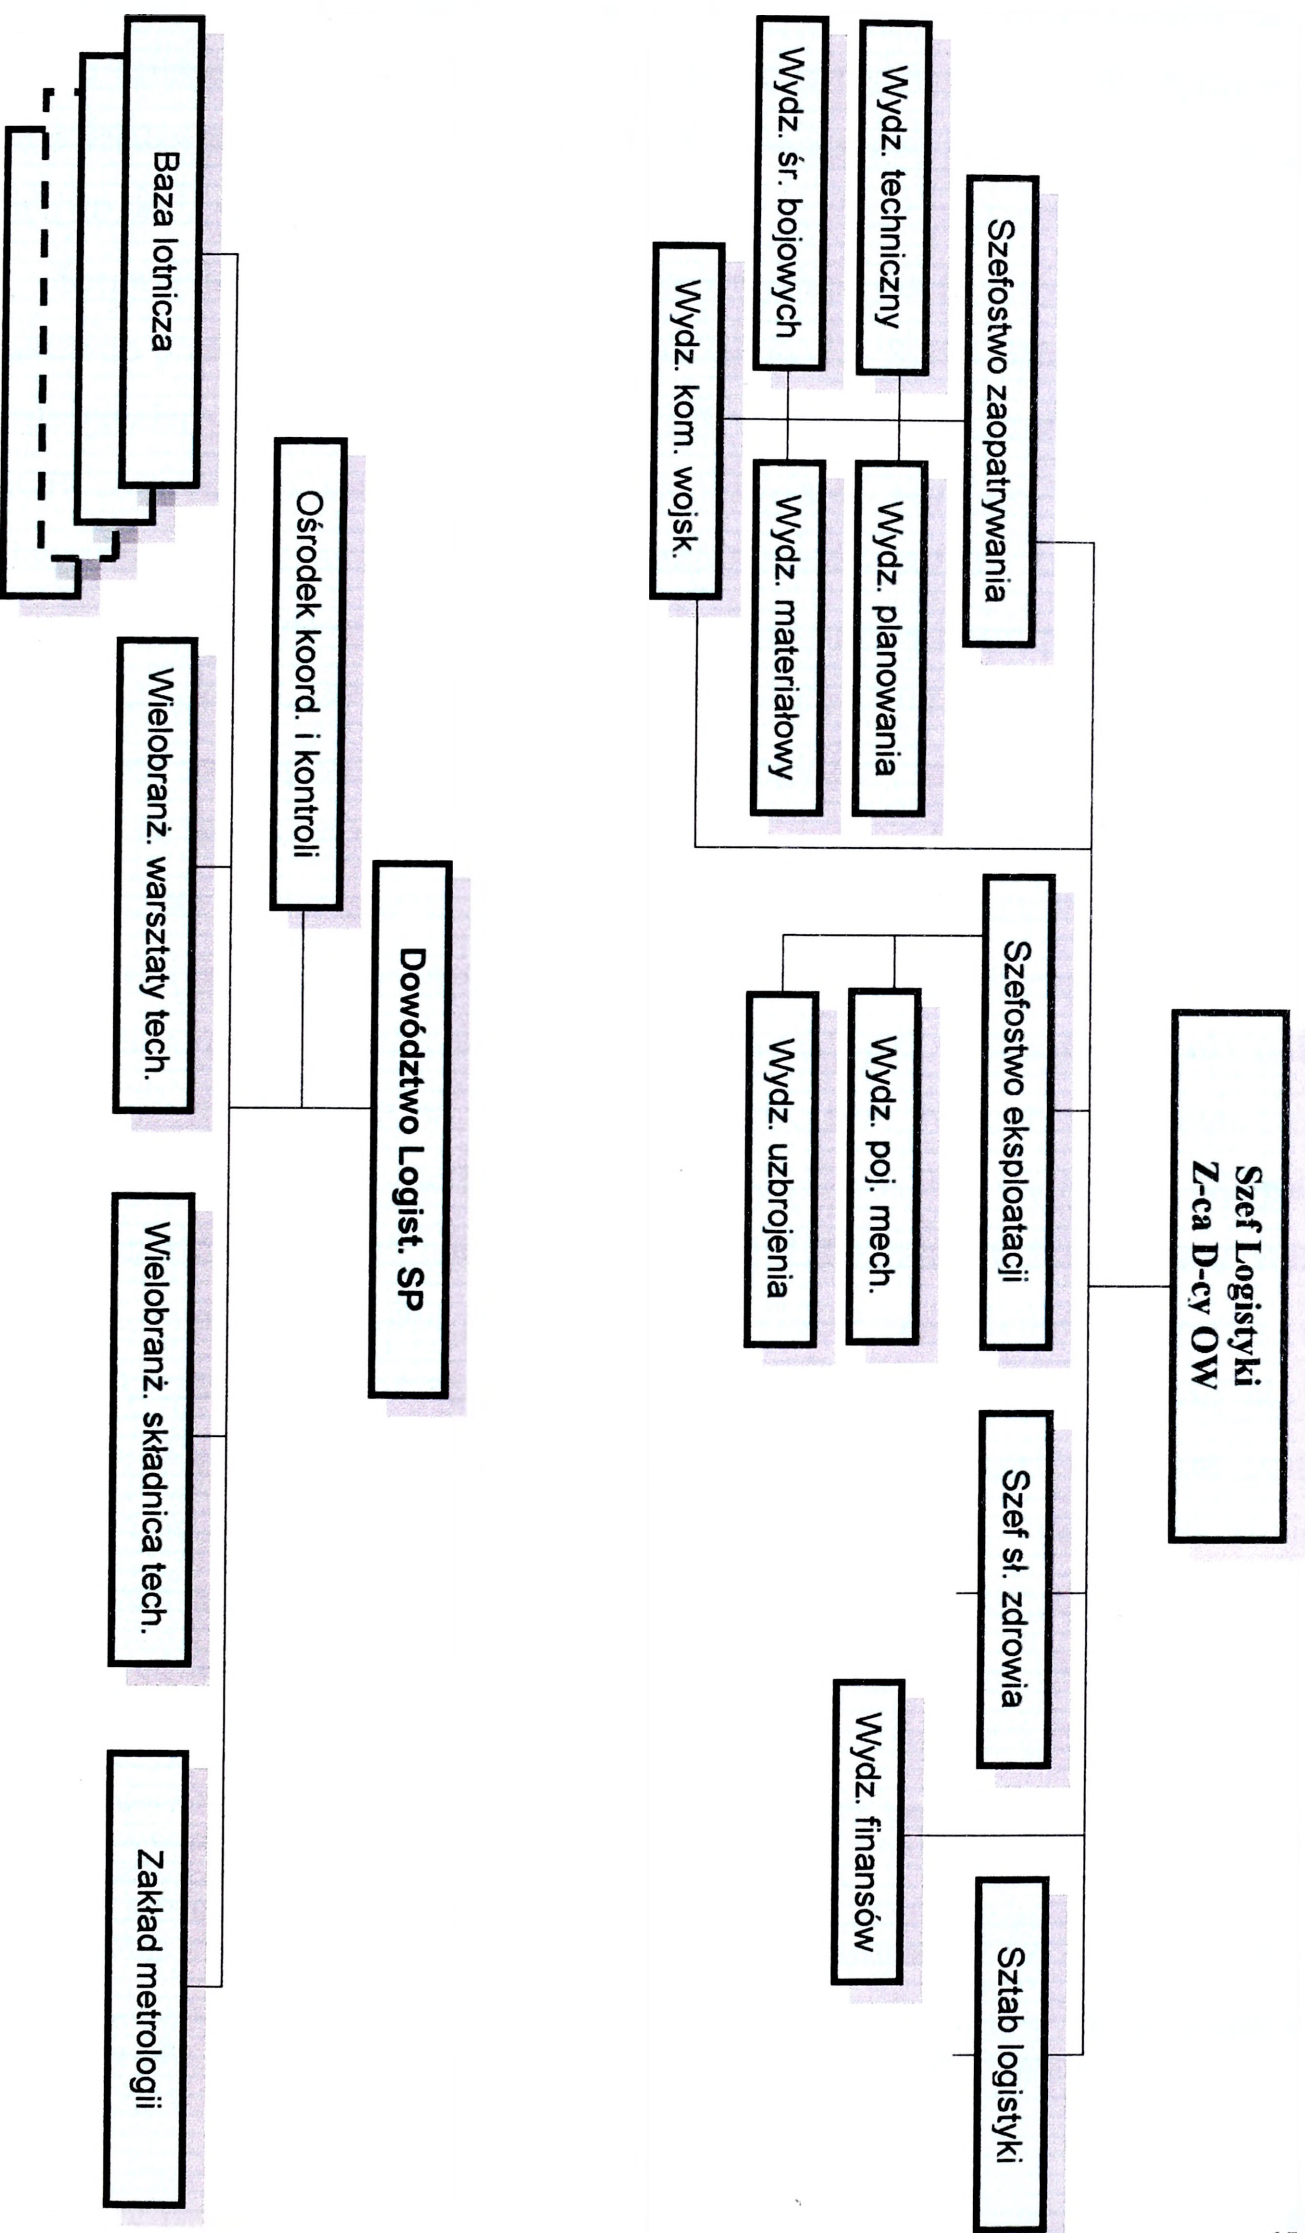 Szef Logistyki
Z-ca D-cy OW
Szefostwo zaopatrywania
Szefostwo eksploatacji
Szef sł. zdrowia
Sztab logistyki
Wydz. techniczny
Wydz. planowania
Wydz. poj. mech.
Wydz. finansów
Wydz. śr. bojowych
Wydz. materiałowy
Wydz. uzbrojenia
Wydz. kom. wojsk.
Dowództwo Logist. SP
Ośrodek koord. i kontroli
Baza lotnicza
Wielobranż. warsztaty tech.
Wielobranż. składnica tech.
Zakład metrologii